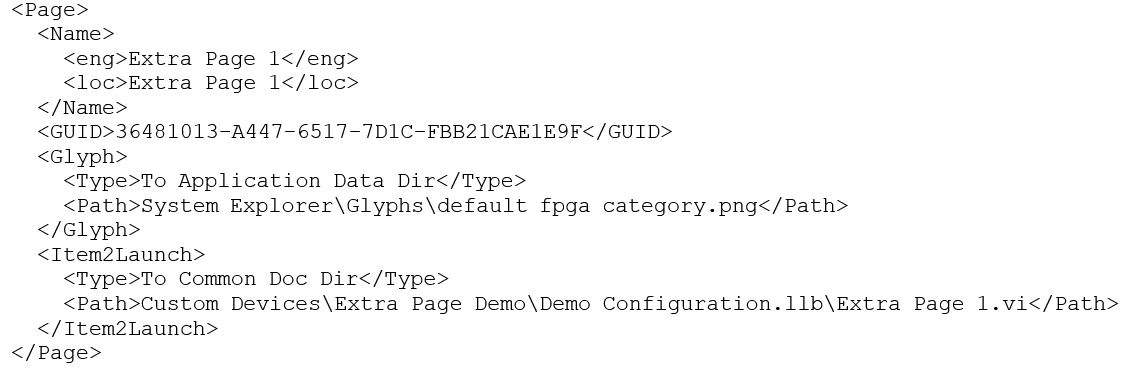 <Page>
  <Name>
    <eng>Extra Page 1</eng>
    <loc>Extra Page 1</loc>
  </Name>
  <GUID>36481013-A447-6517-7D1C-FBB21CAE1E9F</GUID>
  <Glyph>
    <Type>To Application Data Dir</Type>
    <Path>System Explorer\Glyphs\default fpga category.png</Path>
  </Glyph>
  <Item2Launch>
    <Type>To Common Doc Dir</Type>
    <Path>Custom Devices\Extra Page Demo\Demo Configuration.llb\Extra Page 1.vi</Path>
  </Item2Launch>
</Page>